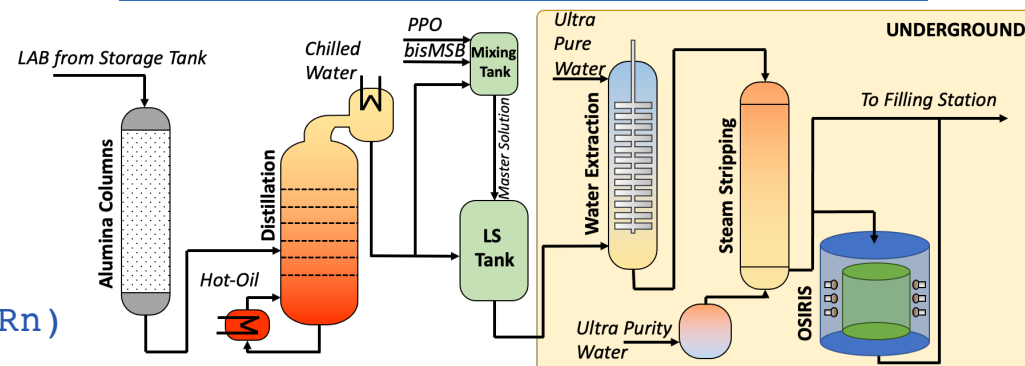 LAB from Storage Tank
Alumina Columns
Rn)
Distillation
Hot-Oil
Chilled
Water
PPO
bisMSB
Mixing
Tank
Master Solution
LS
Tank
UNDERGROUND
Ultra
Pure
Water
Water Extraction
Steam Stripping
Ultra Purity
Water
To Filling Station
OSIRIS